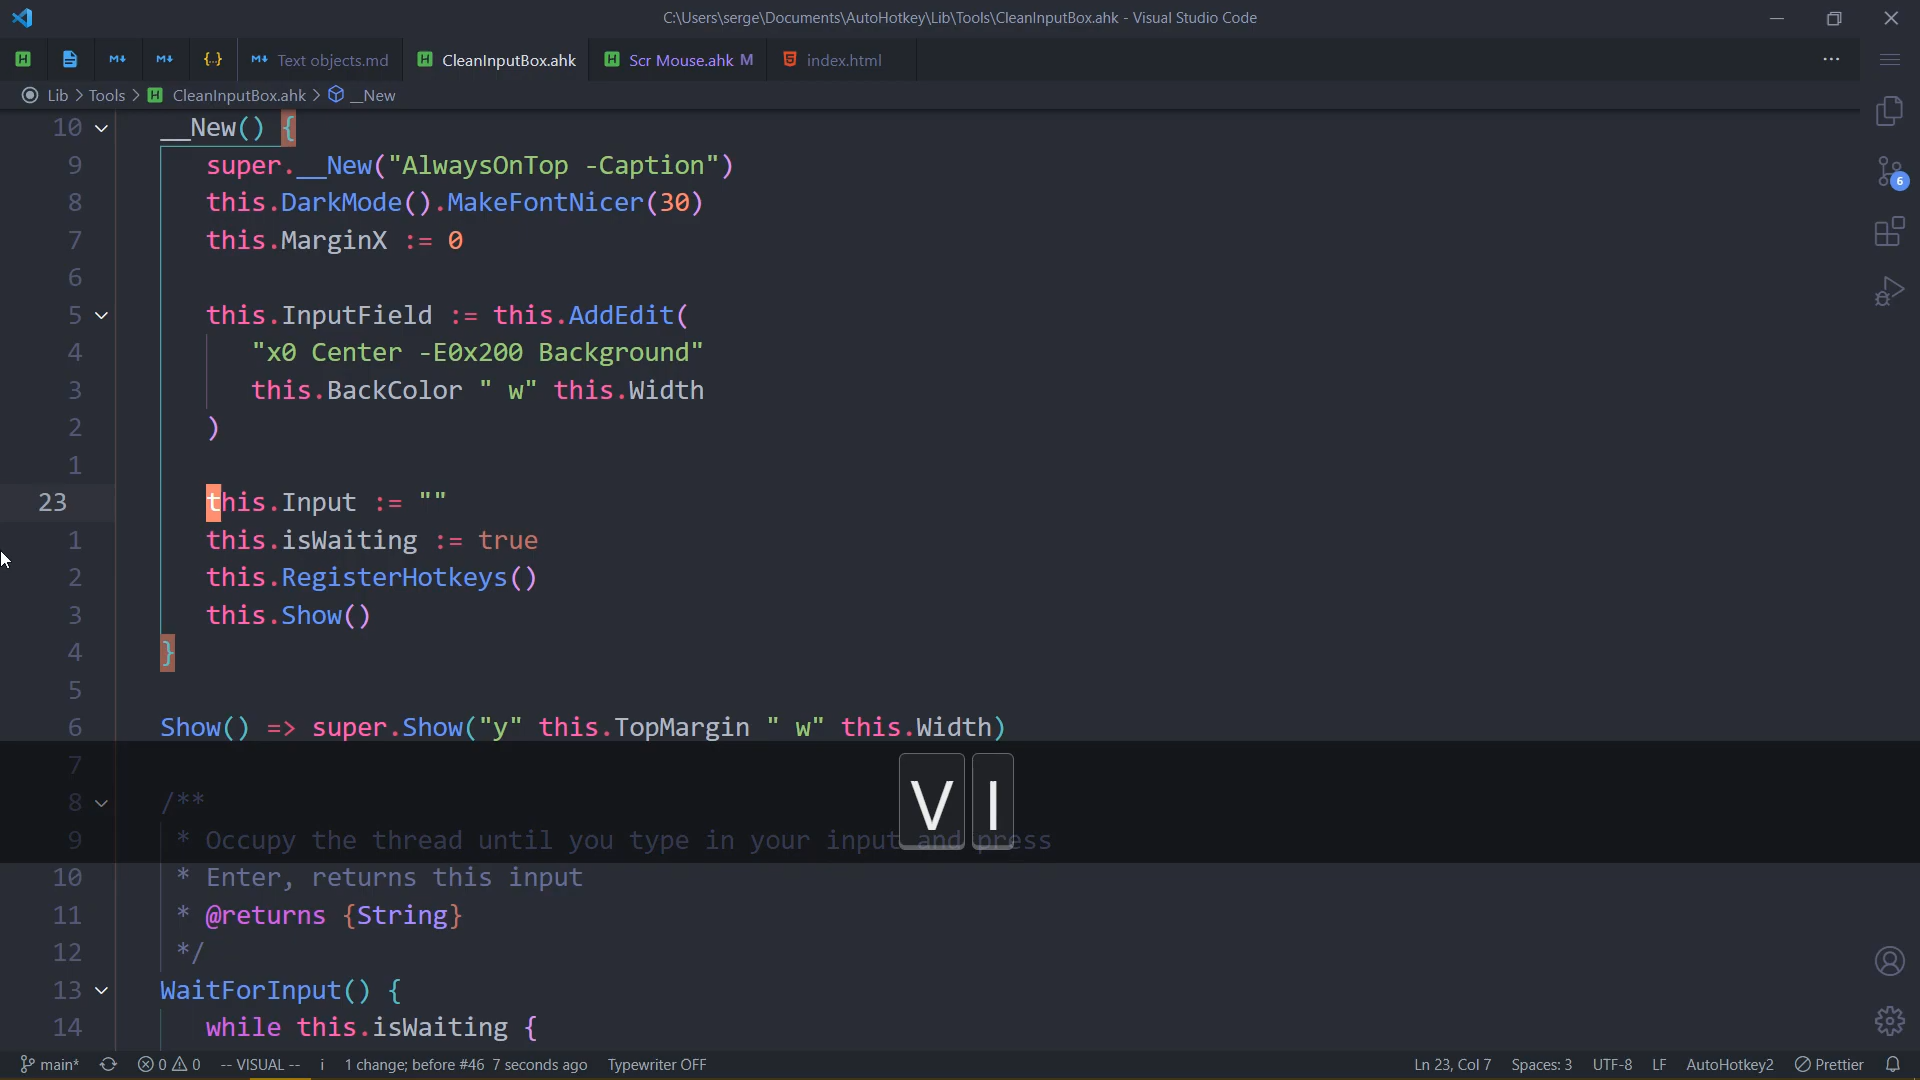 C:\Users\serge\Documents\AutoHotkey\Lib\Tools\CleanInputBox.ahk - Visual Studio Code
Text objects.md CleanInputBox.ahk Scr Mouse.ahk M index.html
Lib > Tools > CleanInputBox.ahk > __New
10 __New() {
9 super.__New("AlwaysOnTop -Caption")
8 this.DarkMode().MakeFontNicer(30)
7 this.MarginX := 0
6
5 this.InputField := this.AddEdit(
4 "x0 Center -E0x200 Background"
3 this.BackColor " w" this.Width
2 )
1
23 this.Input := ""
1 this.isWaiting := true
2 this.RegisterHotkeys()
3 this.Show()
4 }
5
6 Show() => super.Show("y" this.TopMargin " w" this.Width)
7
V I
8 /**
9 * Occupy the thread until you type in your input and press
10 * Enter, returns this input
11 * @returns {String}
12 */
13 WaitForInput() {
14 while this.isWaiting {
6
main* 0 0 -- VISUAL -- i 1 change; before #46 7 seconds ago Typewriter OFF Ln 23, Col 7 Spaces: 3 UTF-8 LF AutoHotkey2 Prettier